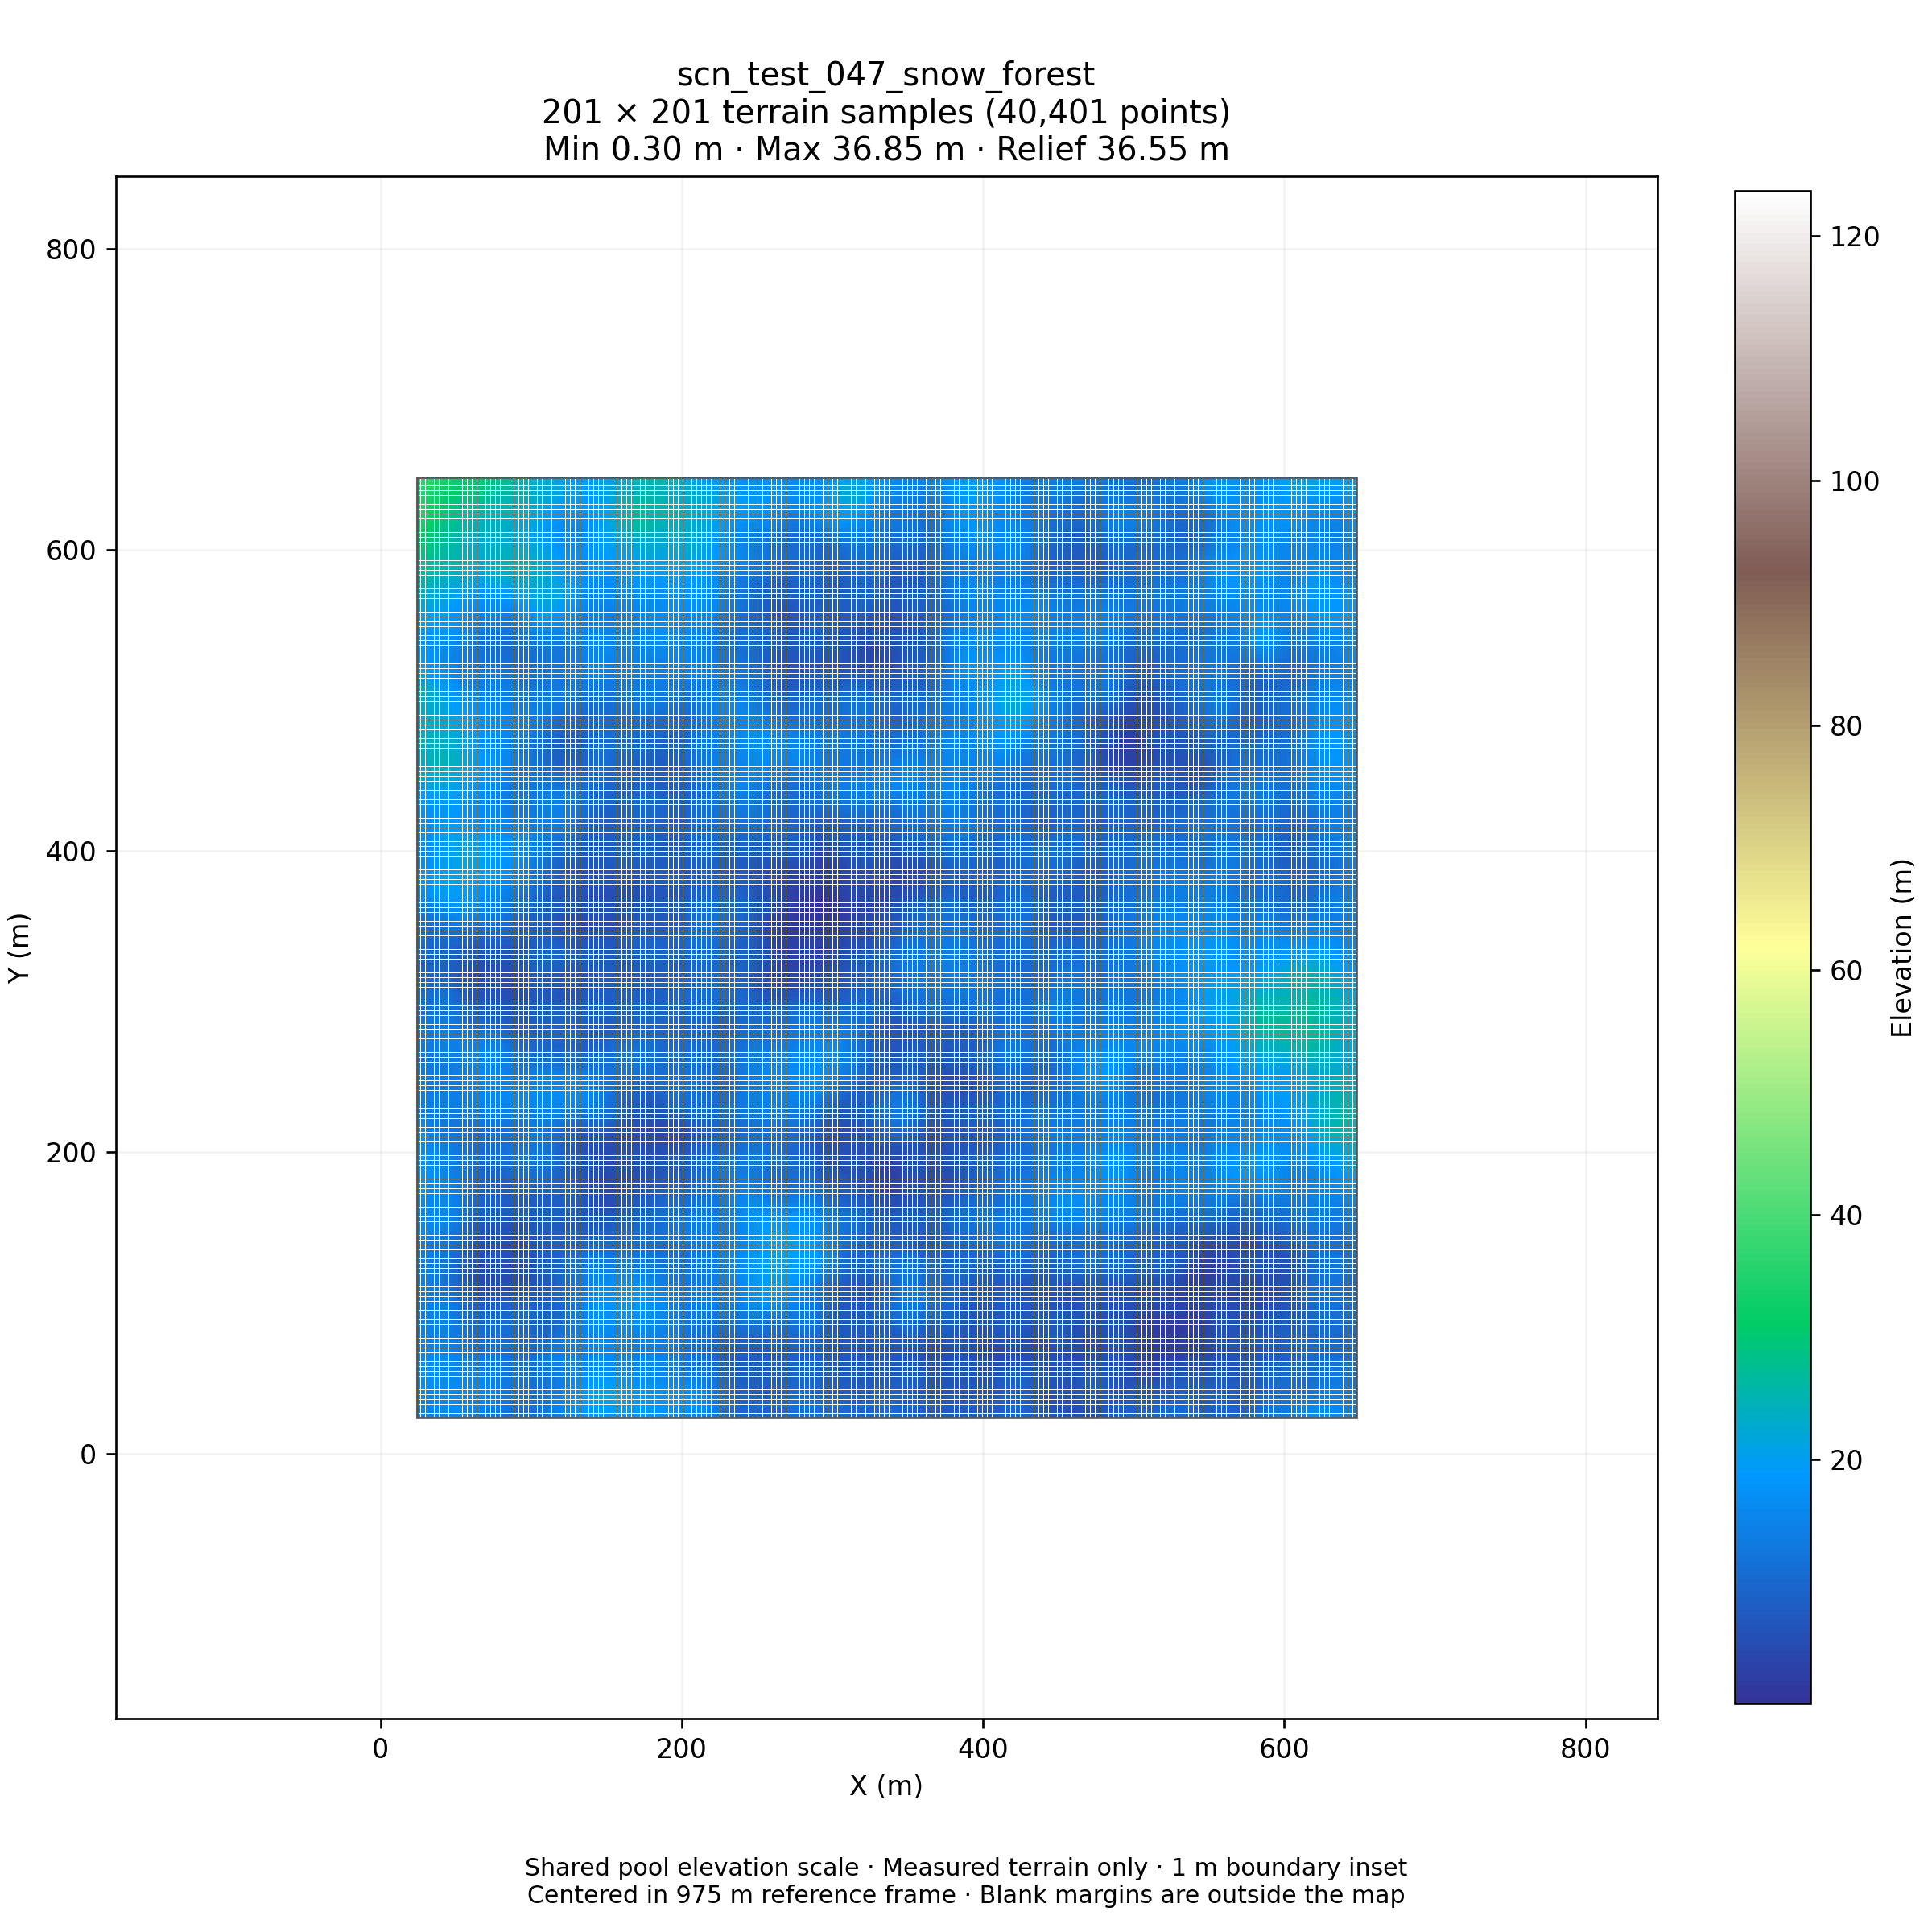 scn_test_047_snow_forest
201 × 201 terrain samples (40,401 points)
Min 0.30 m · Max 36.85 m · Relief 36.55 m
800
600
400
200
0
Y (m)
0
200
400
600
800
X (m)
120
100
80
60
40
20
Elevation (m)
Shared pool elevation scale · Measured terrain only · 1 m boundary inset
Centered in 975 m reference frame · Blank margins are outside the map